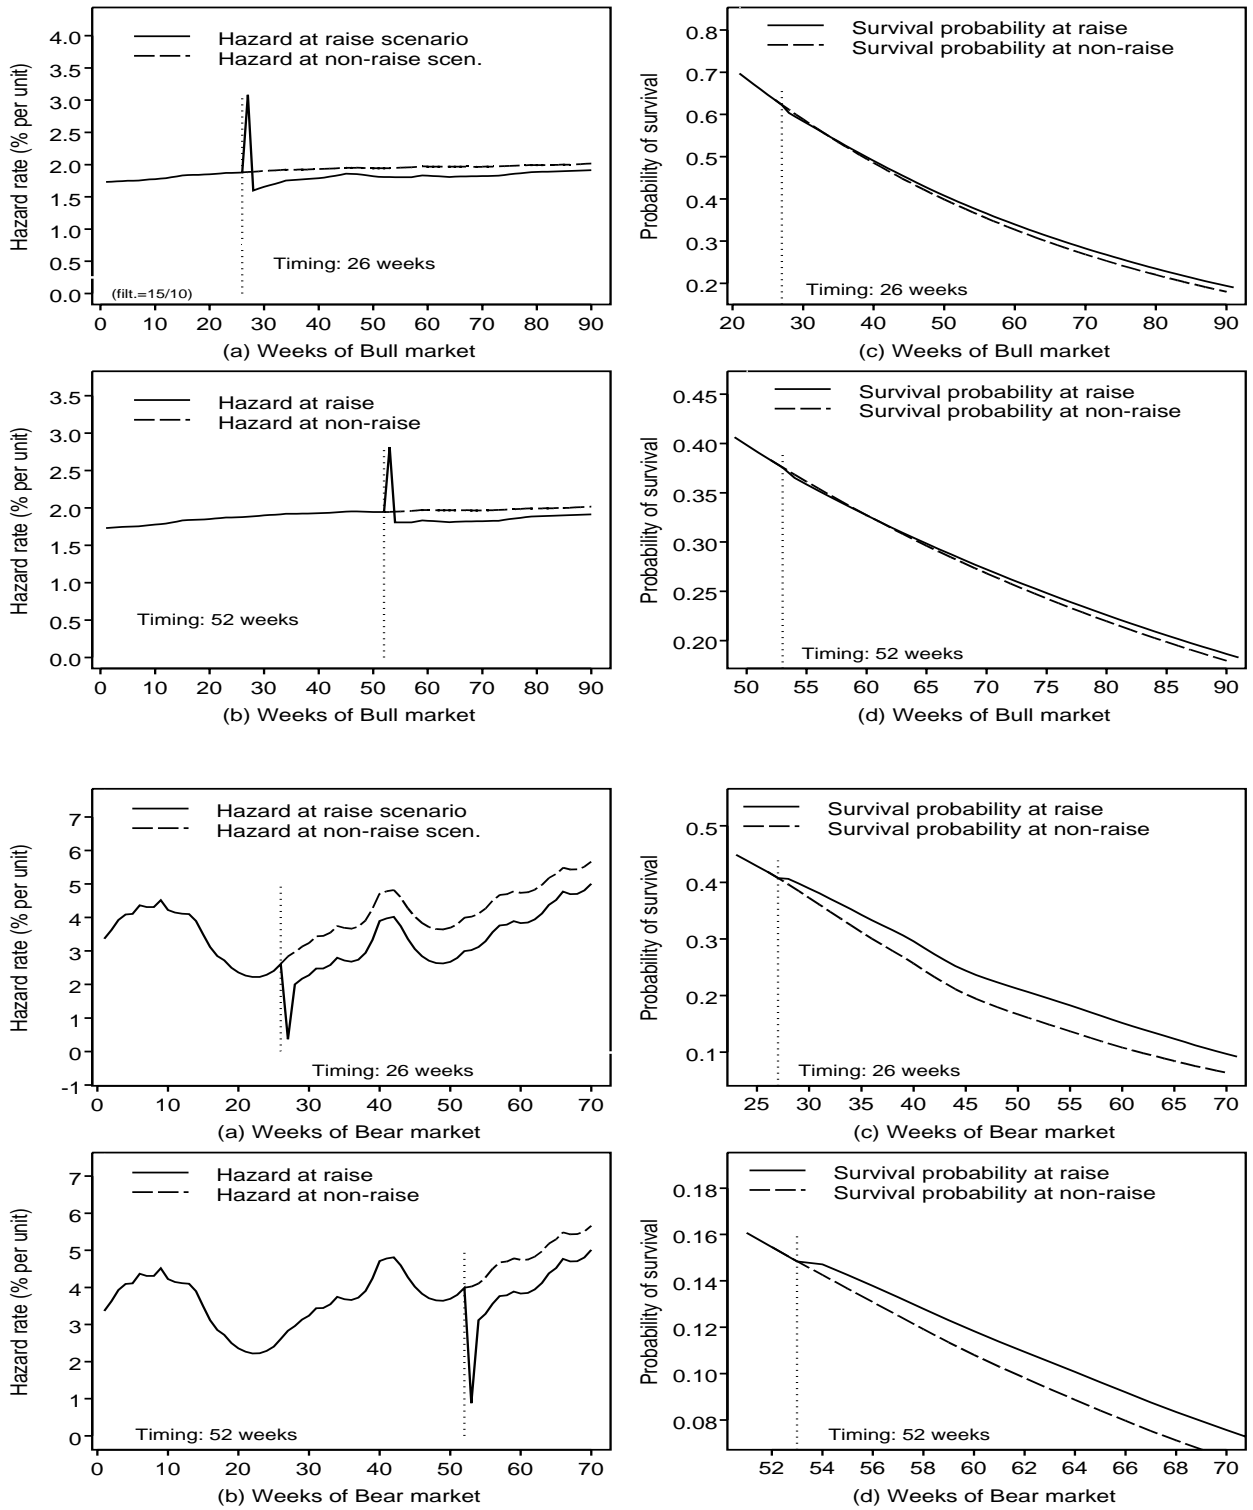 Hazard rate (% per unit)
4.0
3.5
3.0
2.5
2.0
1.5
1.0
0.5
0.0
Hazard at raise scenario
Hazard at non-raise scen.
Timing: 26 weeks
(filt.=15/10)
0 10 20 30 40 50 60 70 80 90
(a) Weeks of Bull market
Probability of survival
0.8
0.7
0.6
0.5
0.4
0.3
0.2
Survival probability at raise
Survival probability at non-raise
Timing: 26 weeks
20 30 40 50 60 70 80 90
(c) Weeks of Bull market
Hazard rate (% per unit)
3.5
3.0
2.5
2.0
1.5
1.0
0.5
0.0
Hazard at raise
Hazard at non-raise
Timing: 52 weeks
0 10 20 30 40 50 60 70 80 90
(b) Weeks of Bull market
Probability of survival
0.45
0.40
0.35
0.30
0.25
0.20
Survival probability at raise
Survival probability at non-raise
Timing: 52 weeks
50 55 60 65 70 75 80 85 90
(d) Weeks of Bull market
Hazard rate (% per unit)
7
6
5
4
3
2
1
0
-1
Hazard at raise scenario
Hazard at non-raise scen.
Timing: 26 weeks
0 10 20 30 40 50 60 70
(a) Weeks of Bear market
Probability of survival
0.5
0.4
0.3
0.2
0.1
Survival probability at raise
Survival probability at non-raise
Timing: 26 weeks
25 30 35 40 45 50 55 60 65 70
(c) Weeks of Bear market
Hazard rate (% per unit)
7
6
5
4
3
2
1
0
Hazard at raise
Hazard at non-raise
Timing: 52 weeks
0 10 20 30 40 50 60 70
(b) Weeks of Bear market
Probability of survival
0.18
0.16
0.14
0.12
0.10
0.08
Survival probability at raise
Survival probability at non-raise
Timing: 52 weeks
52 54 56 58 60 62 64 66 68 70
(d) Weeks of Bear market